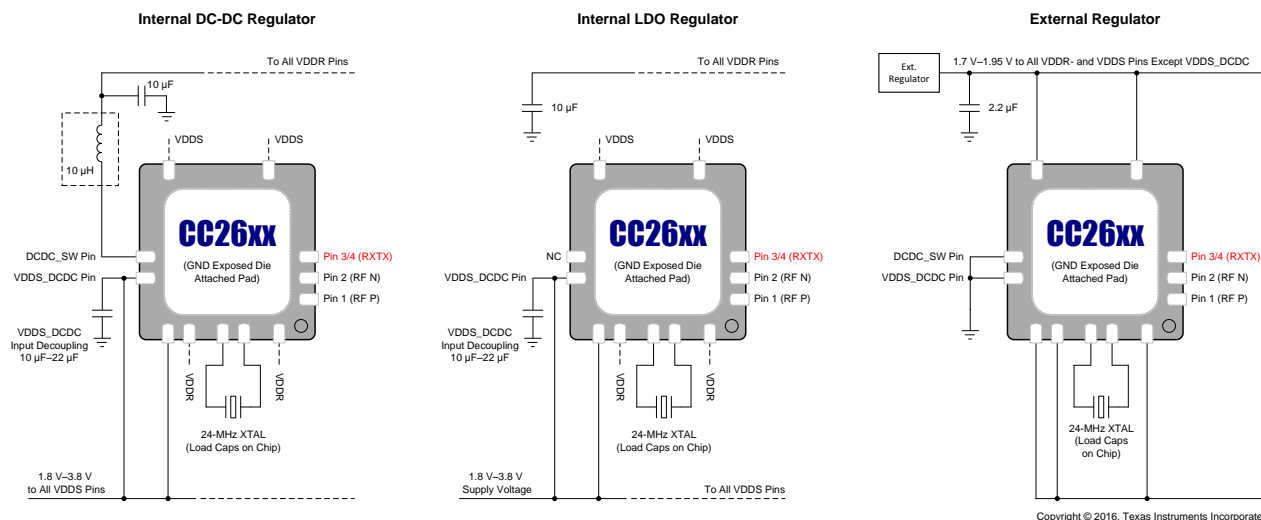 Internal DC-DC Regulator
To All VDDR Pins
10 µF
10 µH
VDDS
VDDS
CC26xx
(GND Exposed Die
Attached Pad)
DCDC_SW Pin
VDDS_DCDC Pin
Pin 3/4 (RXTX)
Pin 2 (RF N)
Pin 1 (RF P)
VDDS_DCDC
Input Decoupling
10 µF–22 µF
VDDR
VDDR
24-MHz XTAL
(Load Caps on Chip)
1.8 V–3.8 V
to All VDDS Pins
Internal LDO Regulator
To All VDDR Pins
10 µF
VDDS
VDDS
CC26xx
(GND Exposed Die
Attached Pad)
NC
VDDS_DCDC Pin
Pin 3/4 (RXTX)
Pin 2 (RF N)
Pin 1 (RF P)
VDDS_DCDC
Input Decoupling
10 µF–22 µF
VDDR
VDDR
24-MHz XTAL
(Load Caps on Chip)
1.8 V–3.8 V
Supply Voltage
To All VDDS Pins
External Regulator
Ext.
Regulator
1.7 V–1.95 V to All VDDR- and VDDS Pins Except VDDS_DCDC
2.2 µF
CC26xx
(GND Exposed Die
Attached Pad)
DCDC_SW Pin
VDDS_DCDC Pin
Pin 3/4 (RXTX)
Pin 2 (RF N)
Pin 1 (RF P)
24-MHz XTAL
(Load Caps
on Chip)
Copyright © 2016, Texas Instruments Incorporate